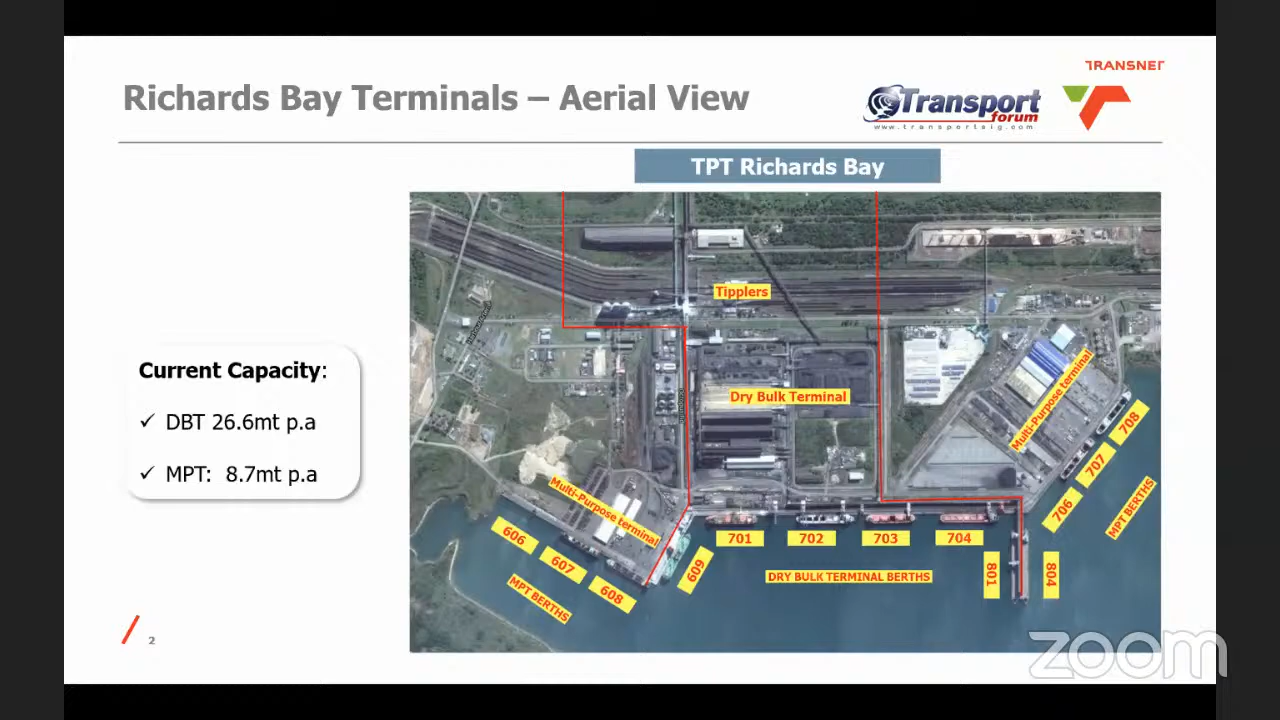 Richards Bay Terminals – Aerial View
TRANSNET
Transport
forum
www.transportsig.com
TPT Richards Bay
Tipplers
Current Capacity:
✓ DBT 26.6mt p.a
✓ MPT: 8.7mt p.a
Dry Bulk Terminal
Multi-Purpose terminal
Multi-Purpose terminal
606
607
608
609
MPT BERTHS
701
702
703
704
DRY BULK TERMINAL BERTHS
801
804
706
707
708
MPT BERTHS
2
zoom